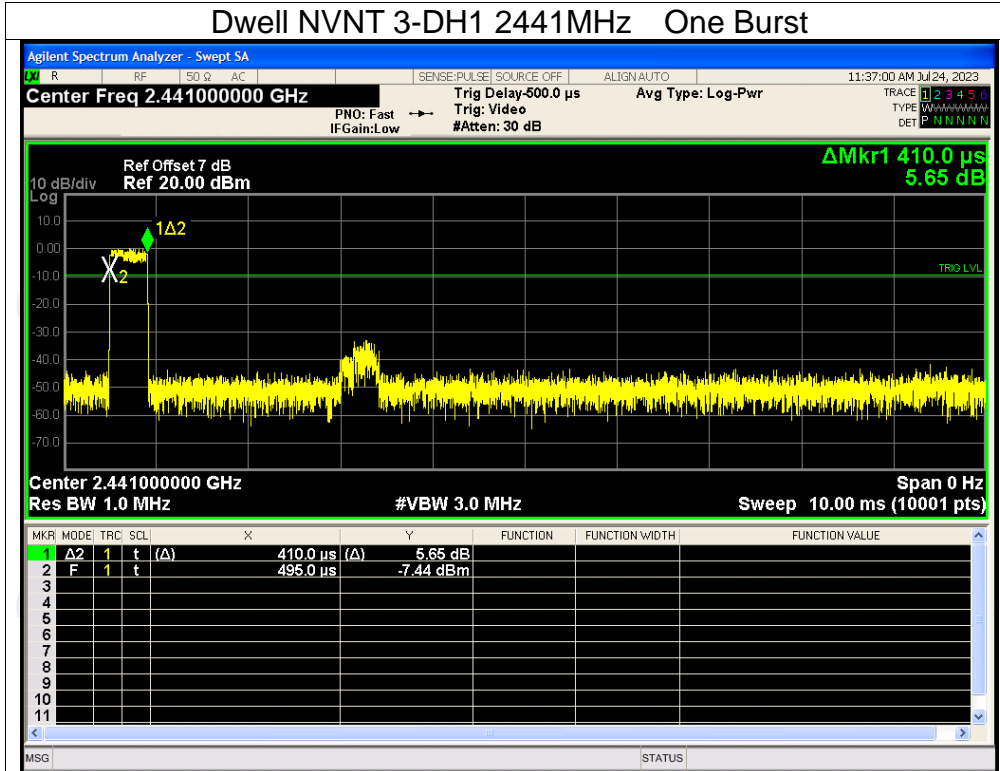 Dwell NVNT 3-DH1 2441MHz One Burst
Agilent Spectrum Analyzer - Swept SA
LXI R RF 50 Ω AC SENSE:PULSE SOURCE OFF ALIGN AUTO 11:37:00 AM Jul 24, 2023
Center Freq 2.441000000 GHz Trig Delay-500.0 µs Avg Type: Log-Pwr TRACE 1 2 3 4 5 6
PNO: Fast Trig: Video TYPE WWWWWW
IFGain:Low #Atten: 30 dB DET P N N N N N
ΔMkr1 410.0 µs
Ref Offset 7 dB 5.65 dB
10 dB/div Ref 20.00 dBm
Log
10.0
1Δ2
0.00
TRIG LVL
-10.0
2
-20.0
-30.0
-40.0
-50.0
-60.0
-70.0
Center 2.441000000 GHz Span 0 Hz
Res BW 1.0 MHz #VBW 3.0 MHz Sweep 10.00 ms (10001 pts)
MKR MODE TRC SCL X Y FUNCTION FUNCTION WIDTH FUNCTION VALUE
1 Δ2 1 t (Δ) 410.0 µs (Δ) 5.65 dB
2 F 1 t 495.0 µs -7.44 dBm
3
4
5
6
7
8
9
10
11
MSG STATUS